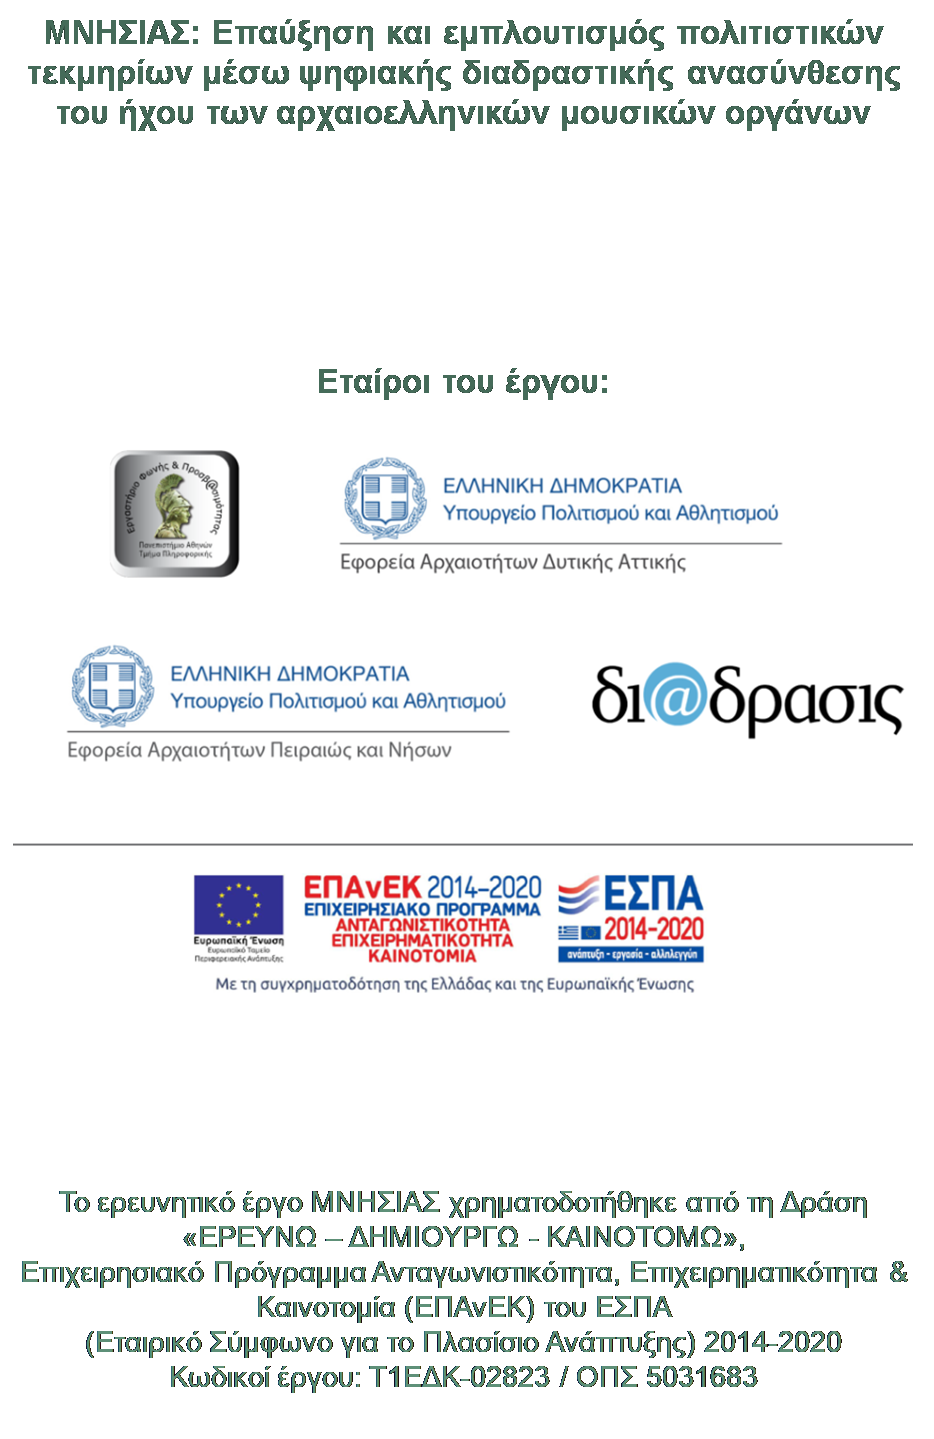 ΜΝΗΣΙΑΣ: Επαύξηση και εμπλουτισμός πολιτιστικών
τεκμηρίων μέσω ψηφιακής διαδραστικής ανασύνθεσης
του ήχου των αρχαιοελληνικών μουσικών οργάνων
Εταίροι του έργου:
Εργαστήριο Φωνής & Προσβ@σιμότητας
Πανεπιστήμιο Αθηνών
Τμήμα Πληροφορικής
ΕΛΛΗΝΙΚΗ ΔΗΜΟΚΡΑΤΙΑ
Υπουργείο Πολιτισμού και Αθλητισμού
Εφορεία Αρχαιοτήτων Δυτικής Αττικής
ΕΛΛΗΝΙΚΗ ΔΗΜΟΚΡΑΤΙΑ
Υπουργείο Πολιτισμού και Αθλητισμού
Εφορεία Αρχαιοτήτων Πειραιώς και Νήσων
δι@δρασις
Ευρωπαϊκή Ένωση
Ευρωπαϊκό Ταμείο
Περιφερειακής Ανάπτυξης
ΕΠΑνΕΚ 2014–2020
ΕΠΙΧΕΙΡΗΣΙΑΚΟ ΠΡΟΓΡΑΜΜΑ
ΑΝΤΑΓΩΝΙΣΤΙΚΟΤΗΤΑ
ΕΠΙΧΕΙΡΗΜΑΤΙΚΟΤΗΤΑ
ΚΑΙΝΟΤΟΜΙΑ
ΕΣΠΑ
2014-2020
ανάπτυξη - εργασία - αλληλεγγύη
Με τη συγχρηματοδότηση της Ελλάδας και της Ευρωπαϊκής Ένωσης
Το ερευνητικό έργο ΜΝΗΣΙΑΣ χρηματοδοτήθηκε από τη Δράση
«ΕΡΕΥΝΩ – ΔΗΜΙΟΥΡΓΩ - ΚΑΙΝΟΤΟΜΩ»,
Επιχειρησιακό Πρόγραμμα Ανταγωνιστικότητα, Επιχειρηματικότητα &
Καινοτομία (ΕΠΑνΕΚ) του ΕΣΠΑ
(Εταιρικό Σύμφωνο για το Πλασίσιο Ανάπτυξης) 2014-2020
Κωδικοί έργου: Τ1ΕΔΚ-02823 / ΟΠΣ 5031683